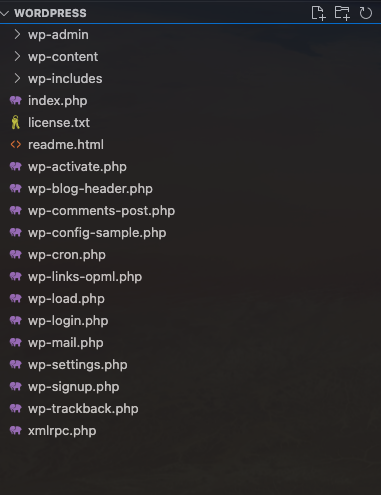 WORDPRESS
wp-admin
wp-content
wp-includes
index.php
license.txt
readme.html
wp-activate.php
wp-blog-header.php
wp-comments-post.php
wp-config-sample.php
wp-cron.php
wp-links-opml.php
wp-load.php
wp-login.php
wp-mail.php
wp-settings.php
wp-signup.php
wp-trackback.php
xmlrpc.php